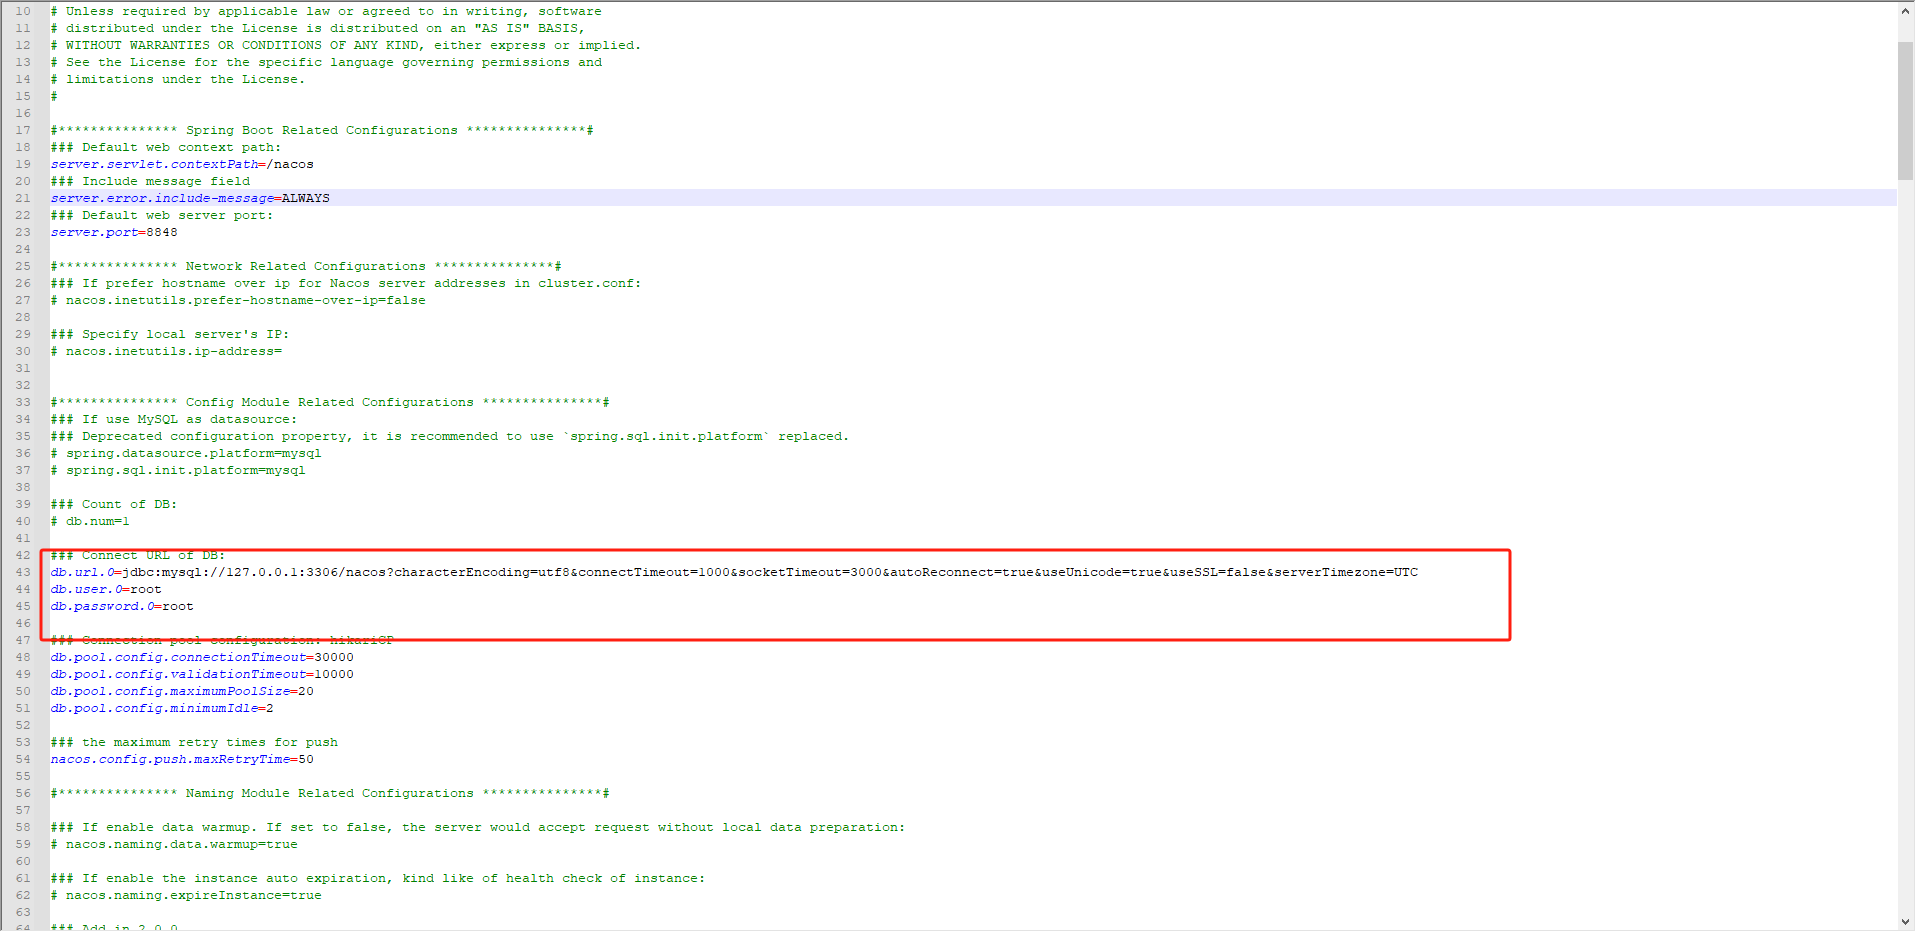 10 # Unless required by applicable law or agreed to in writing, software
11 # distributed under the License is distributed on an "AS IS" BASIS,
12 # WITHOUT WARRANTIES OR CONDITIONS OF ANY KIND, either express or implied.
13 # See the License for the specific language governing permissions and
14 # limitations under the License.
15 #
16
17 #*************** Spring Boot Related Configurations ***************#
18 ### Default web context path:
19 server.servlet.contextPath=/nacos
20 ### Include message field
21 server.error.include-message=ALWAYS
22 ### Default web server port:
23 server.port=8848
24
25 #*************** Network Related Configurations ***************#
26 ### If prefer hostname over ip for Nacos server addresses in cluster.conf:
27 # nacos.inetutils.prefer-hostname-over-ip=false
28
29 ### Specify local server's IP:
30 # nacos.inetutils.ip-address=
31
32
33 #*************** Config Module Related Configurations ***************#
34 ### If use MySQL as datasource:
35 ### Deprecated configuration property, it is recommended to use `spring.sql.init.platform` replaced.
36 # spring.datasource.platform=mysql
37 # spring.sql.init.platform=mysql
38
39 ### Count of DB:
40 # db.num=1
41
42 ### Connect URL of DB:
43 db.url.0=jdbc:mysql://127.0.0.1:3306/nacos?characterEncoding=utf8&connectTimeout=1000&socketTimeout=3000&autoReconnect=true&useUnicode=true&useSSL=false&serverTimezone=UTC
44 db.user.0=root
45 db.password.0=root
46
47 ### Connection pool configuration: hikariCP
48 db.pool.config.connectionTimeout=30000
49 db.pool.config.validationTimeout=10000
50 db.pool.config.maximumPoolSize=20
51 db.pool.config.minimumIdle=2
52
53 ### the maximum retry times for push
54 nacos.config.push.maxRetryTime=50
55
56 #*************** Naming Module Related Configurations ***************#
57
58 ### If enable data warmup. If set to false, the server would accept request without local data preparation:
59 # nacos.naming.data.warmup=true
60
61 ### If enable the instance auto expiration, kind like of health check of instance:
62 # nacos.naming.expireInstance=true
63
64 ### Add in 2.0.0